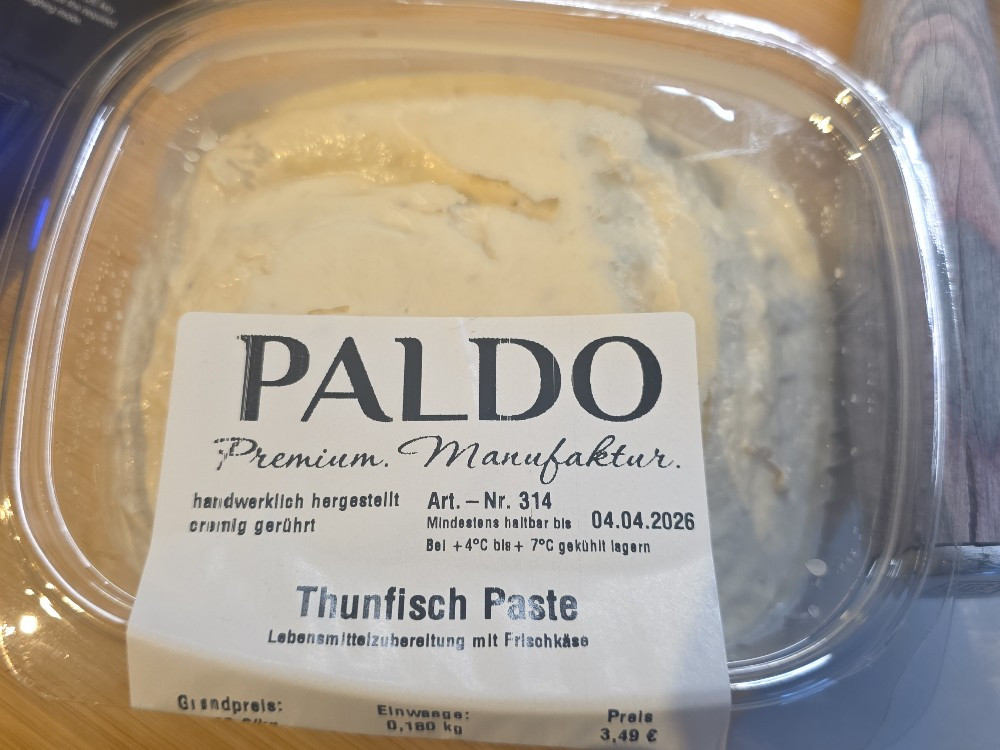 PALDO
Premium. Manufaktur.
handwerklich hergestellt
cremig gerührt
Art. – Nr. 314
Mindestens haltbar bis 04.04.2026
Bei +4°C bis + 7°C gekühlt lagern
Thunfisch Paste
Lebensmittelzubereitung mit Frischkäse
Grundpreis:
€/kg
Einwaage:
0,180 kg
Preis
3,49 €